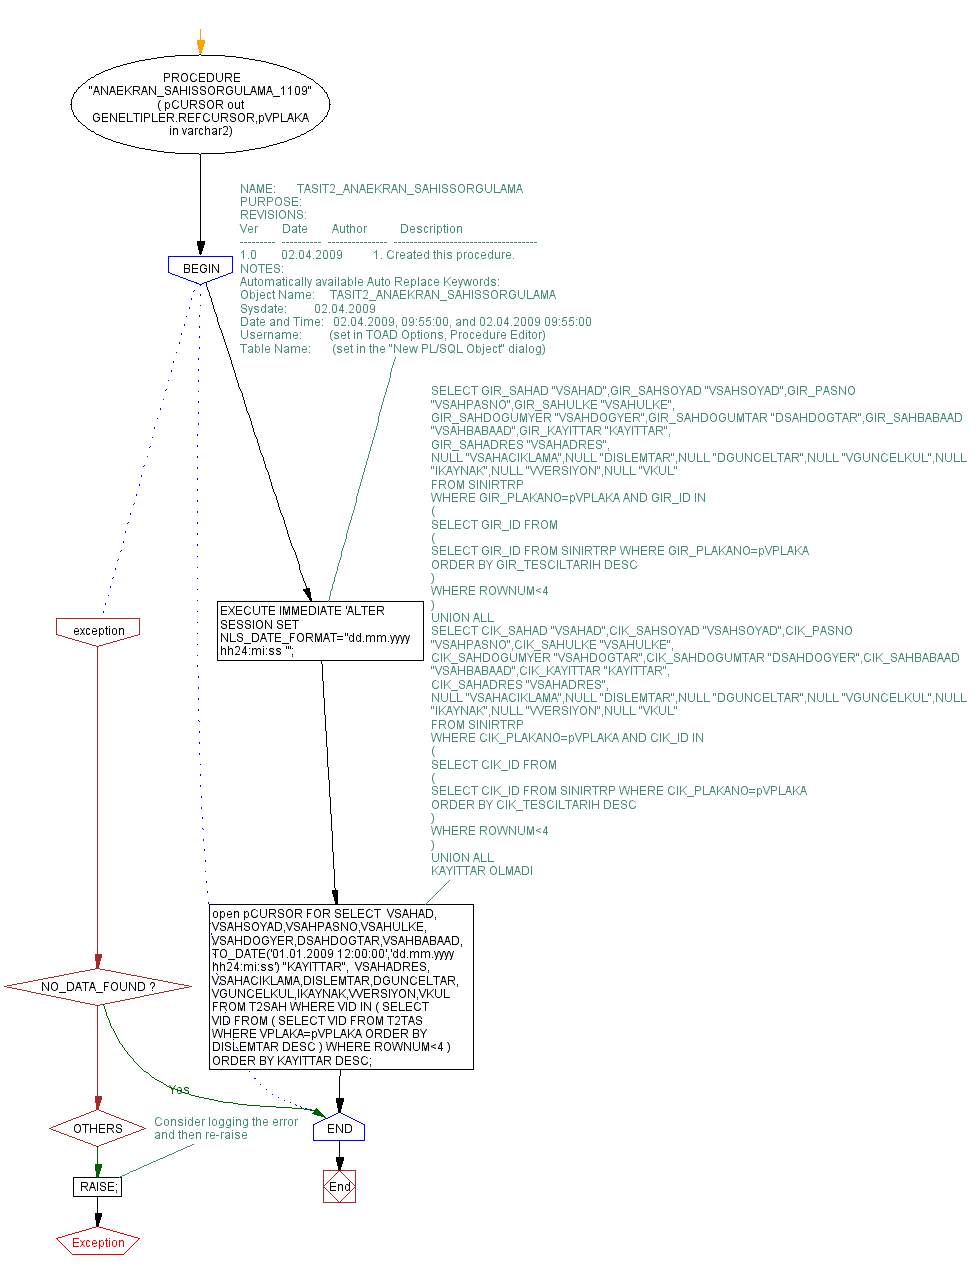 PROCEDURE
"ANAEKRAN_SAHISSORGULAMA_1109"
( pCURSOR out
GENELTIPLER.REFCURSOR,pVPLAKA
in varchar2)
NAME: TASIT2_ANAEKRAN_SAHISSORGULAMA
PURPOSE:
REVISIONS:
Ver Date Author Description
--------- ---------- --------------- ------------------------------------
1.0 02.04.2009 1. Created this procedure.
NOTES:
Automatically available Auto Replace Keywords:
Object Name: TASIT2_ANAEKRAN_SAHISSORGULAMA
Sysdate: 02.04.2009
Date and Time: 02.04.2009, 09:55:00, and 02.04.2009 09:55:00
Username: (set in TOAD Options, Procedure Editor)
Table Name: (set in the "New PL/SQL Object" dialog)
BEGIN
SELECT GIR_SAHAD "VSAHAD",GIR_SAHSOYAD "VSAHSOYAD",GIR_PASNO
"VSAHPASNO",GIR_SAHULKE "VSAHULKE",
GIR_SAHDOGUMYER "VSAHDOGYER",GIR_SAHDOGUMTAR "DSAHDOGTAR",GIR_SAHBABAAD
"VSAHBABAAD",GIR_KAYITTAR "KAYITTAR",
GIR_SAHADRES "VSAHADRES",
NULL "VSAHACIKLAMA",NULL "DISLEMTAR",NULL "DGUNCELTAR",NULL "VGUNCELKUL",NULL
"IKAYNAK",NULL "VVERSIYON",NULL "VKUL"
FROM SINIRTRP
WHERE GIR_PLAKANO=pVPLAKA AND GIR_ID IN
(
SELECT GIR_ID FROM
(
SELECT GIR_ID FROM SINIRTRP WHERE GIR_PLAKANO=pVPLAKA
ORDER BY GIR_TESCILTARIH DESC
)
WHERE ROWNUM<4
)
UNION ALL
SELECT CIK_SAHAD "VSAHAD",CIK_SAHSOYAD "VSAHSOYAD",CIK_PASNO
"VSAHPASNO",CIK_SAHULKE "VSAHULKE",
CIK_SAHDOGUMYER "VSAHDOGTAR",CIK_SAHDOGUMTAR "DSAHDOGYER",CIK_SAHBABAAD
"VSAHBABAAD",CIK_KAYITTAR "KAYITTAR",
CIK_SAHADRES "VSAHADRES",
NULL "VSAHACIKLAMA",NULL "DISLEMTAR",NULL "DGUNCELTAR",NULL "VGUNCELKUL",NULL
"IKAYNAK",NULL "VVERSIYON",NULL "VKUL"
FROM SINIRTRP
WHERE CIK_PLAKANO=pVPLAKA AND CIK_ID IN
(
SELECT CIK_ID FROM
(
SELECT CIK_ID FROM SINIRTRP WHERE CIK_PLAKANO=pVPLAKA
ORDER BY CIK_TESCILTARIH DESC
)
WHERE ROWNUM<4
)
UNION ALL
KAYITTAR OLMADI
EXECUTE IMMEDIATE 'ALTER
SESSION SET
NLS_DATE_FORMAT="dd.mm.yyyy
hh24:mi:ss "';
exception
open pCURSOR FOR SELECT VSAHAD,
VSAHSOYAD,VSAHPASNO,VSAHULKE,
VSAHDOGYER,DSAHDOGTAR,VSAHBABAAD,
TO_DATE('01.01.2009 12:00:00','dd.mm.yyyy
hh24:mi:ss') "KAYITTAR", VSAHADRES,
VSAHACIKLAMA,DISLEMTAR,DGUNCELTAR,
VGUNCELKUL,IKAYNAK,VVERSIYON,VKUL
FROM T2SAH WHERE VID IN ( SELECT
VID FROM ( SELECT VID FROM T2TAS
WHERE VPLAKA=pVPLAKA ORDER BY
DISLEMTAR DESC ) WHERE ROWNUM<4 )
ORDER BY KAYITTAR DESC;
NO_DATA_FOUND ?
Yes
OTHERS
Consider logging the error
and then re-raise
END
RAISE;
End
Exception